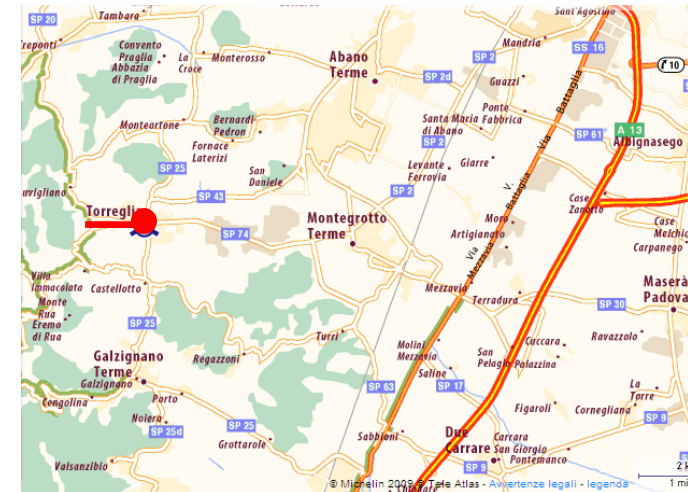 Sant'Agostino
SP 20
Tambara
Mandria
SS 16
Treponti
Convento
Praglia
Abbazia
di Praglia
La
Croce
Monterosso
Abano
Terme
SP 2
10
SP 2d
Guazzi
Battaglia
Monteartone
Bernardi-
Pedron
Santa Maria
di Abano
Ponte
Fabbrica
SP 2
Via
SP 61
A 13
Albignasego
Fornace
Laterizi
SP 25
San
Daniele
Levante
Ferrovia
Giarre
V.
Battaglia
SP 43
SP 2
Case
Zanotto
Torregli
Montegrotto
Terme
Moro
Artigianato
Case
Melchio
Carpanego
SP 74
Via
Mezzavia
Villa
Immacolata
Castelletto
Mezzavia
Terradura
SP 30
Maserà
Padova
Monte
Rua
Eremo
di Rua
SP 25
Turri
Molini
Mezzavia
Cuccara
Ravazzolo
Galzignano
Terme
Galzignano
Regazzoni
San
Pelagio
Palazzina
Saline
SP 63
SP 17
La
Torre
Cingolina
Porto
Figaroli
Cornegliana
Noiera
SP 25
SP 25d
SP 9
Grottarole
Sabbioni
Due
Carrare
Carrara
San Giorgio
Pontemanco
Valsanzibio
SP 9
© Michelin 2009 © Tele Atlas - Avvertenze legali - legenda
1 mi